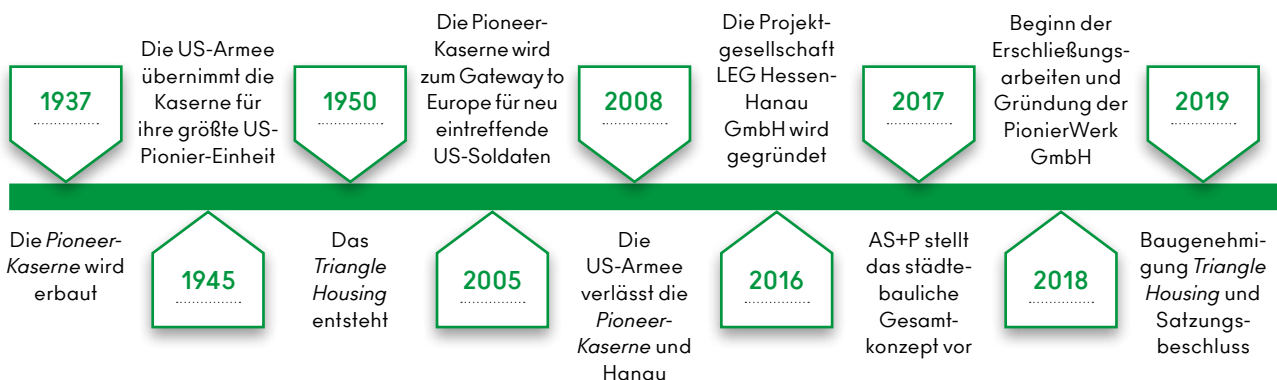 1937
Die Pioneer-
Kaserne wird
erbaut
Die US-Armee
übernimmt die
Kaserne für
ihre größte US-
Pionier-Einheit
1945
1950
Das
Triangle
Housing
entsteht
Die Pioneer-
Kaserne wird
zum Gateway to
Europe für neu
eintreffende
US-Soldaten
2005
2008
Die
US-Armee
verlässt die
Pioneer-
Kaserne und
Hanau
Die Projekt-
gesellschaft
LEG Hessen-
Hanau
GmbH wird
gegründet
2016
2017
AS+P stellt
das städte-
bauliche
Gesamt-
konzept vor
Beginn der
Erschließungs-
arbeiten und
Gründung der
PionierWerk
GmbH
2018
2019
Baugenehmi-
gung Triangle
Housing und
Satzungs-
beschluss